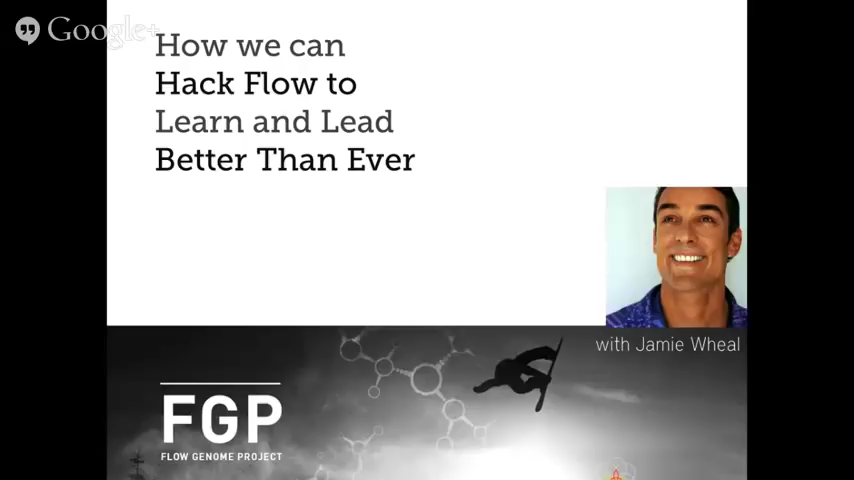 Google+
How we can
Hack Flow to
Learn and Lead
Better Than Ever
with Jamie Wheal
FGP
FLOW GENOME PROJECT